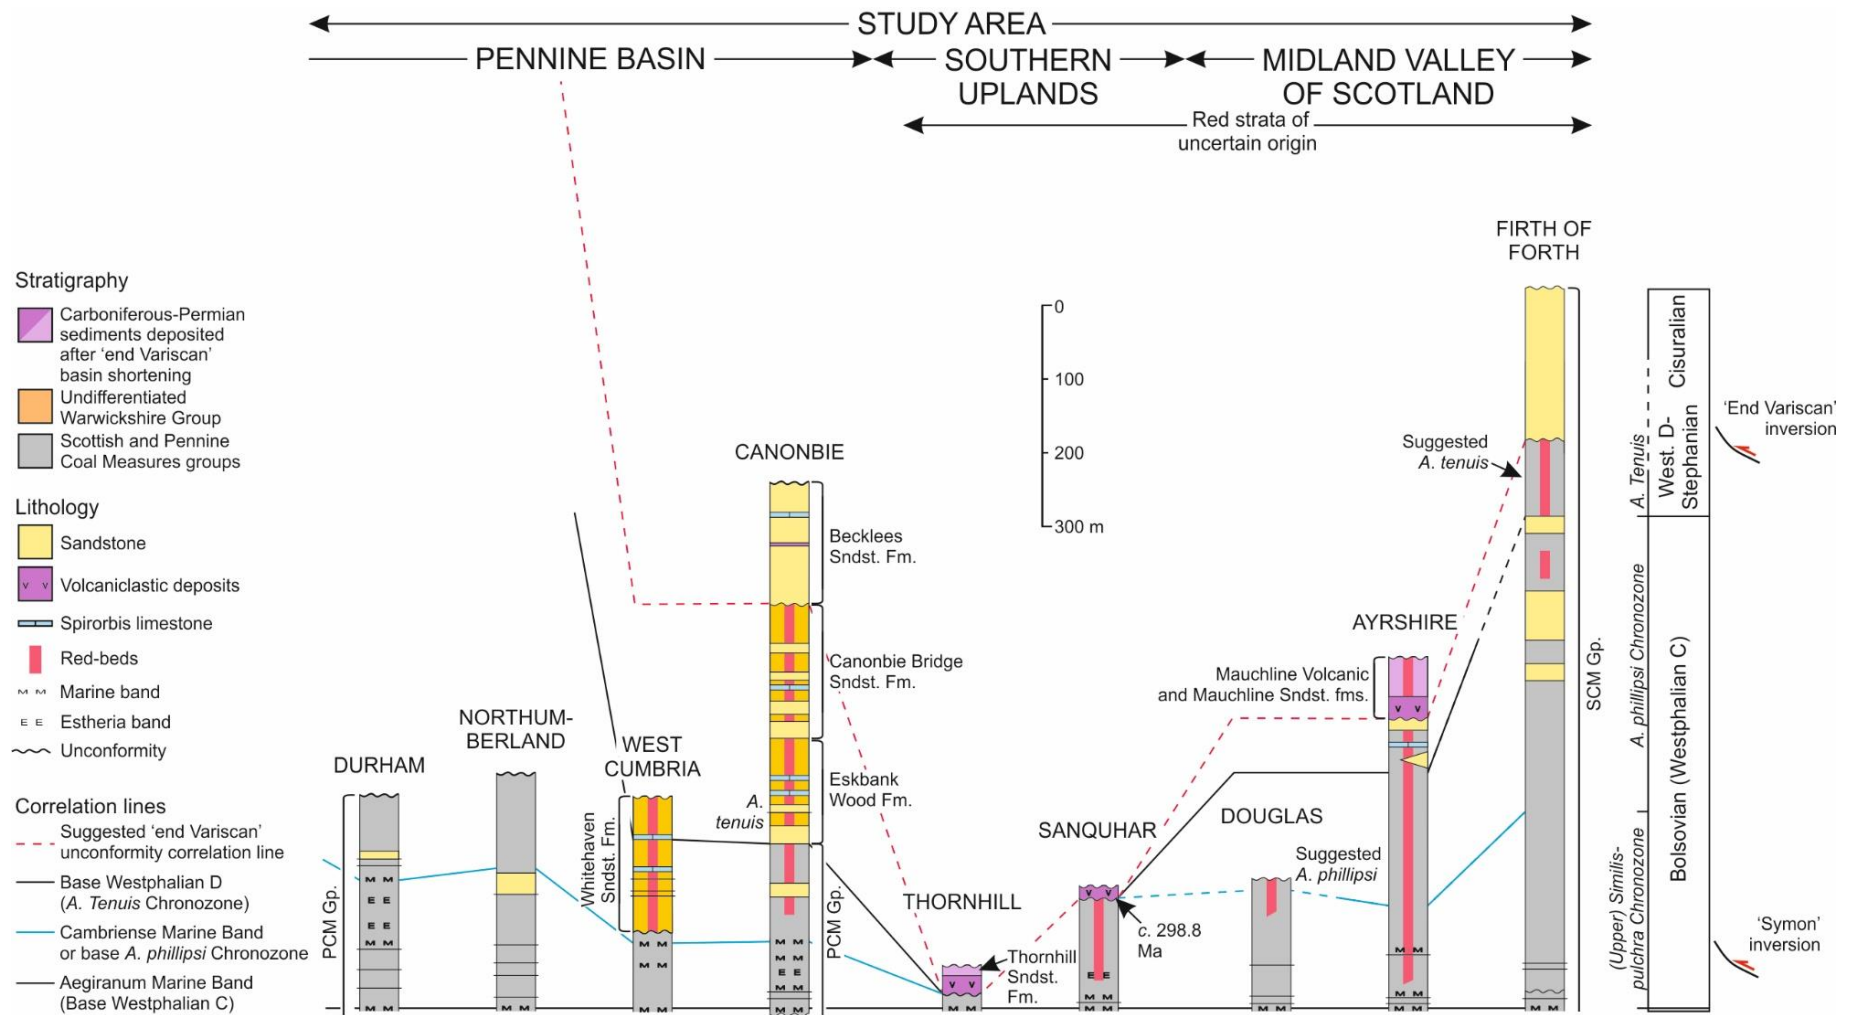 STUDY AREA
PENNINE BASIN
SOUTHERN
UPLANDS
MIDLAND VALLEY
OF SCOTLAND
Red strata of
uncertain origin
Stratigraphy
Carboniferous-Permian
sediments deposited
after ‘end Variscan’
basin shortening
Undifferentiated
Warwickshire Group
Scottish and Pennine
Coal Measures groups
Lithology
Sandstone
v v
Volcaniclastic deposits
Spirorbis limestone
Red-beds
M M
Marine band
E E
Estheria band
Unconformity
Correlation lines
Suggested ‘end Variscan’
unconformity correlation line
Base Westphalian D
(A. Tenuis Chronozone)
Cambriense Marine Band
or base A. phillipsi Chronozone
Aegiranum Marine Band
(Base Westphalian C)
DURHAM
PCM Gp.
M M
E E
E E
M M
M M
NORTHUM-
BERLAND
M M
WEST
CUMBRIA
Whitehaven
Sndst. Fm.
M M
M M
M M
CANONBIE
Becklees
Sndst. Fm.
Canonbie Bridge
Sndst. Fm.
Eskbank
Wood Fm.
A.
tenuis
PCM Gp.
M M
M M
E E
M M
M M
THORNHILL
v v
M M
Thornhill
Sndst.
Fm.
SANQUHAR
v v
c. 298.8
Ma
E E
M M
M M
DOUGLAS
Suggested
A. phillipsi
M M
0
100
200
300 m
AYRSHIRE
Mauchline Volcanic
and Mauchline Sndst. fms.
v v
M M
M M
M M
FIRTH OF
FORTH
Suggested
A. tenuis
SCM Gp.
M M
A. Tenuis
A. phillipsi Chronozone
(Upper) Similis-
pulchra Chronozone
Cisuralian
West. D-
Stephanian
Bolsovian (Westphalian C)
‘End Variscan’
inversion
‘Symon’
inversion